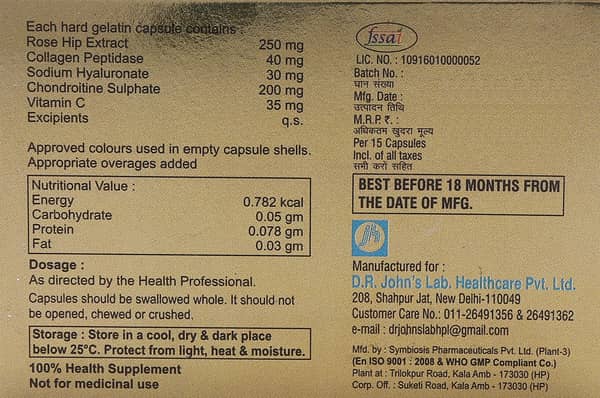 Each hard gelatin capsule contains :
Rose Hip Extract 250 mg
Collagen Peptidase 40 mg
Sodium Hyaluronate 30 mg
Chondroitine Sulphate 200 mg
Vitamin C 35 mg
Excipients q.s.
Approved colours used in empty capsule shells.
Appropriate overages added
Nutritional Value :
Energy 0.782 kcal
Carbohydrate 0.05 gm
Protein 0.078 gm
Fat 0.03 gm
Dosage :
As directed by the Health Professional.
Capsules should be swallowed whole. It should not
be opened, chewed or crushed.
Storage : Store in a cool, dry & dark place
below 25°C. Protect from light, heat & moisture.
100% Health Supplement
Not for medicinal use
fssai
LIC. NO. : 10916010000052
Batch No. :
घान संख्या
Mfg. Date :
उत्पादन तिथि
M.R.P. ₹. :
अधिकतम खुदरा मूल्य
Per 15 Capsules
Incl. of all taxes
सभी करों सहित
BEST BEFORE 18 MONTHS FROM
THE DATE OF MFG.
Manufactured for :
D.R. John's Lab. Healthcare Pvt. Ltd.
208, Shahpur Jat, New Delhi-110049
Customer Care No.: 011-26491356 & 26491362
e-mail : drjohnslabhpl@gmail.com
Mfd. by : Symbiosis Pharmaceuticals Pvt. Ltd. (Plant-3)
(En ISO 9001 : 2008 & WHO GMP Compliant Co.)
Plant at : Trilokpur Road, Kala Amb - 173030 (HP)
Corp. Off. : Suketi Road, Kala Amb - 173030 (HP)